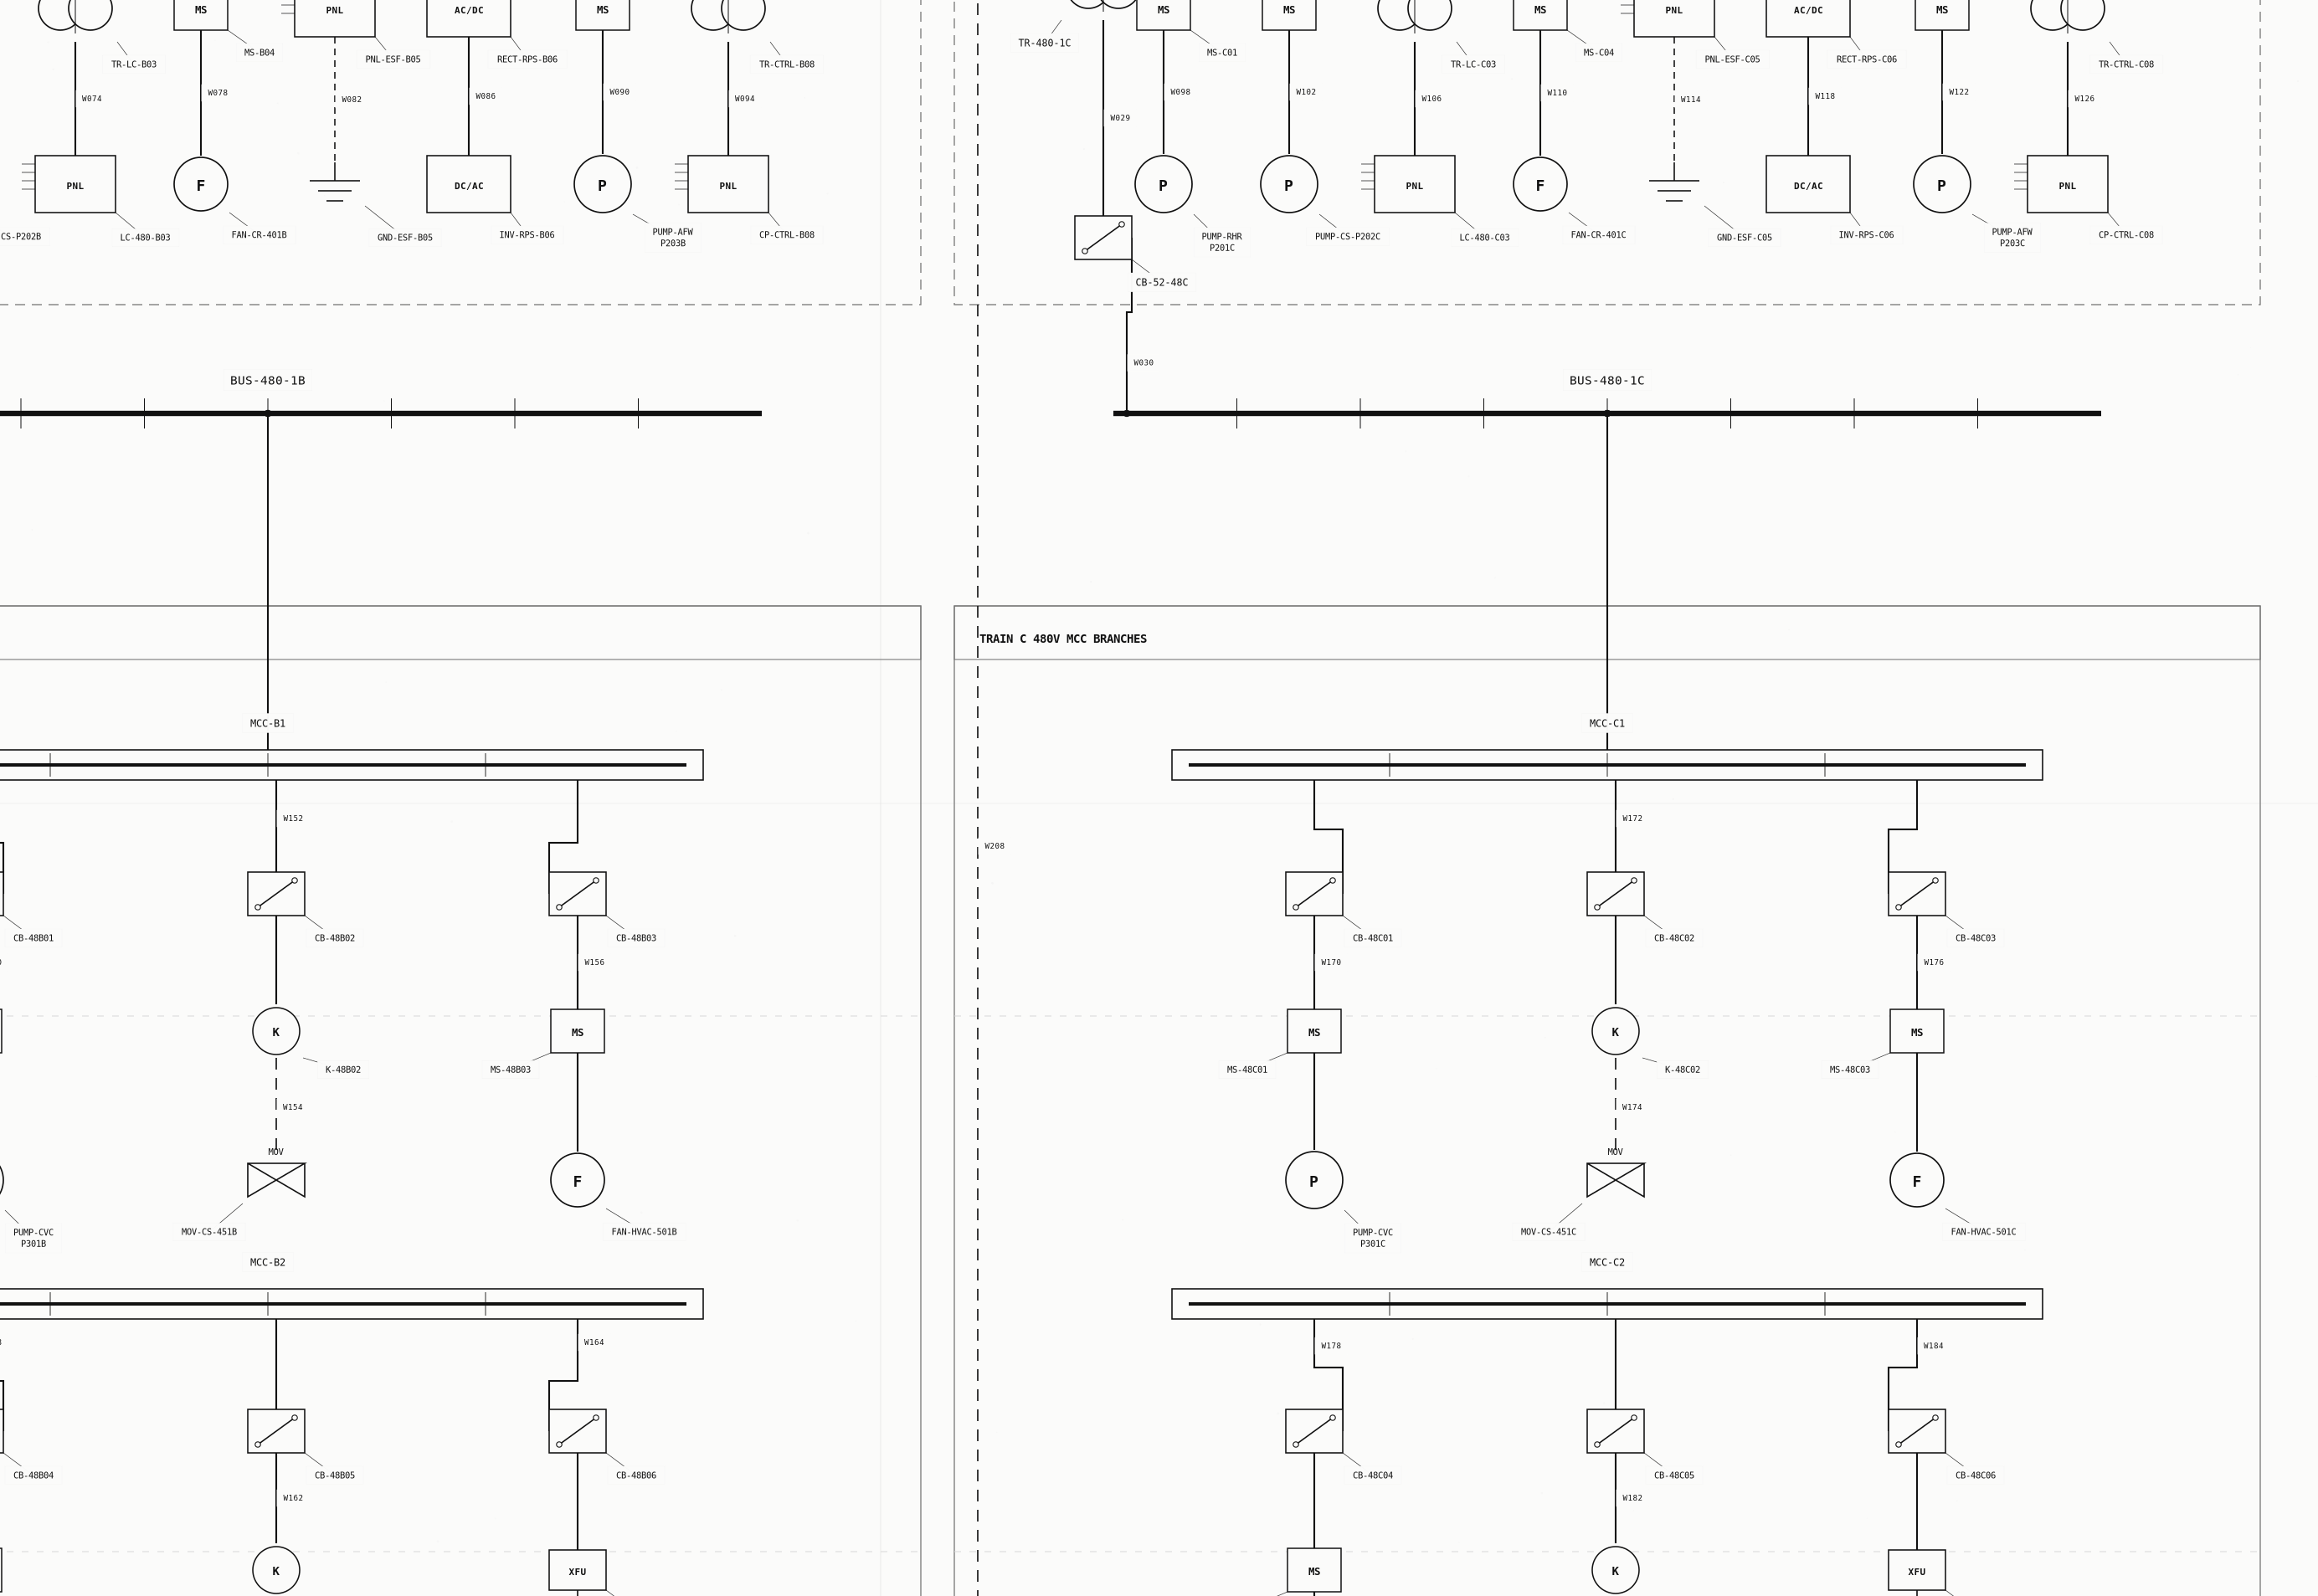 MS
PNL
AC/DC
MS
MS
MS
MS
PNL
AC/DC
MS
TR-480-1C
MS-B04
PNL-ESF-B05
RECT-RPS-B06
TR-LC-B03
TR-CTRL-B08
MS-C01
MS-C04
PNL-ESF-C05
RECT-RPS-C06
TR-LC-C03
TR-CTRL-C08
W074
W078
W082
W086
W090
W094
W029
W098
W102
W106
W110
W114
W118
W122
W126
PNL
F
DC/AC
P
PNL
P
P
PNL
F
DC/AC
P
PNL
CS-P202B
LC-480-B03
FAN-CR-401B
GND-ESF-B05
INV-RPS-B06
PUMP-AFW
P203B
CP-CTRL-B08
PUMP-RHR
P201C
PUMP-CS-P202C
LC-480-C03
FAN-CR-401C
GND-ESF-C05
INV-RPS-C06
PUMP-AFW
P203C
CP-CTRL-C08
CB-52-48C
W030
BUS-480-1B
BUS-480-1C
TRAIN C 480V MCC BRANCHES
MCC-B1
MCC-C1
W152
W172
W208
CB-48B01
CB-48B02
CB-48B03
CB-48C01
CB-48C02
CB-48C03
W156
W170
W176
K
MS
MS
K
MS
K-48B02
MS-48B03
MS-48C01
K-48C02
MS-48C03
W154
W174
MOV
MOV
F
P
F
PUMP-CVC
P301B
MOV-CS-451B
FAN-HVAC-501B
PUMP-CVC
P301C
MOV-CS-451C
FAN-HVAC-501C
MCC-B2
MCC-C2
W164
W178
W184
CB-48B04
CB-48B05
CB-48B06
CB-48C04
CB-48C05
CB-48C06
W162
W182
K
XFU
MS
K
XFU